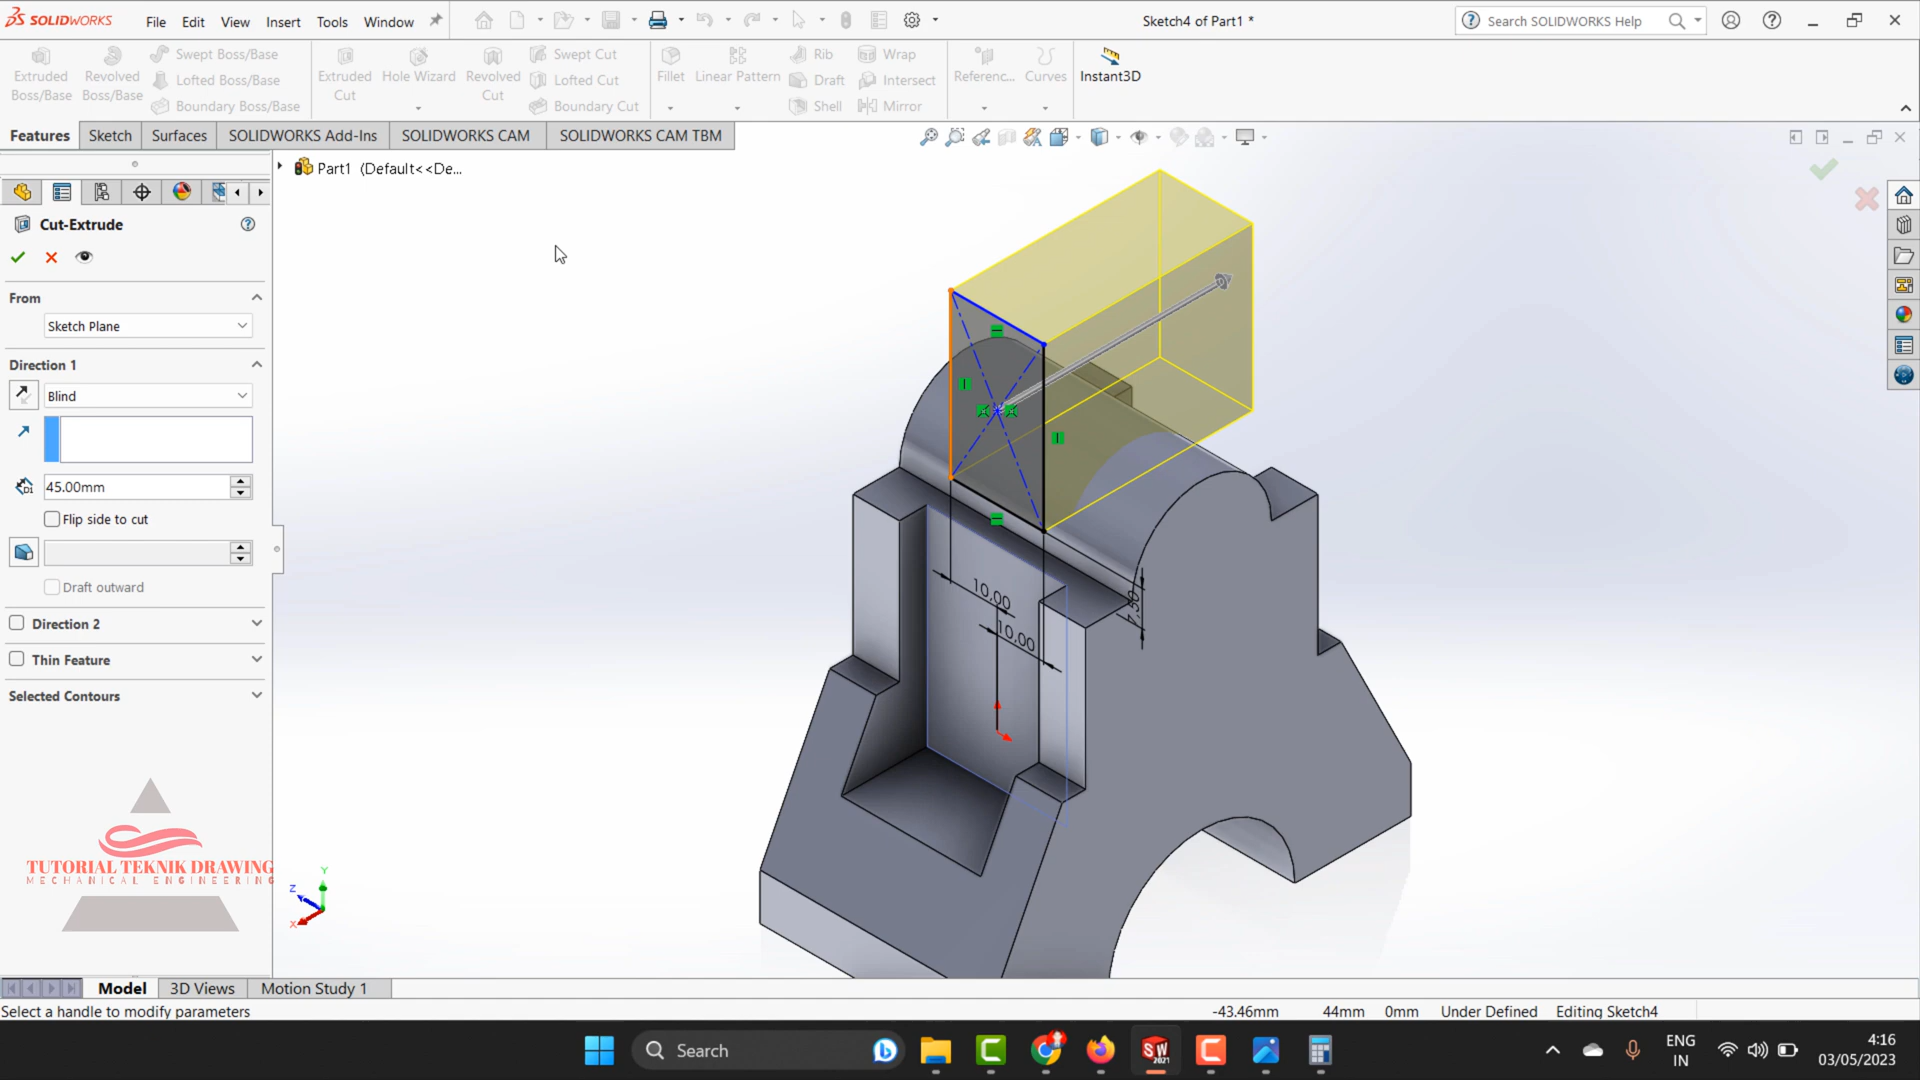 SOLIDWORKS
File Edit View Insert Tools Window
Sketch4 of Part1 *
Search SOLIDWORKS Help
Extruded Boss/Base
Revolved Boss/Base
Swept Boss/Base
Lofted Boss/Base
Boundary Boss/Base
Extruded Cut
Hole Wizard
Revolved Cut
Swept Cut
Lofted Cut
Boundary Cut
Fillet
Linear Pattern
Rib
Draft
Shell
Wrap
Intersect
Mirror
Referenc...
Curves
Instant3D
Features Sketch Surfaces SOLIDWORKS Add-Ins SOLIDWORKS CAM SOLIDWORKS CAM TBM
Part1 (Default<<De...
Cut-Extrude
From
Sketch Plane
Direction 1
Blind
45.00mm
Flip side to cut
Draft outward
Direction 2
Thin Feature
Selected Contours
10,00
10,00
7,50
TUTORIAL TEKNIK DRAWING
MECHANICAL ENGINEERING
Y
Z
X
Model 3D Views Motion Study 1
Select a handle to modify parameters
-43.46mm 44mm 0mm Under Defined Editing Sketch4
Search
SW
2021
ENG
IN
4:16
03/05/2023